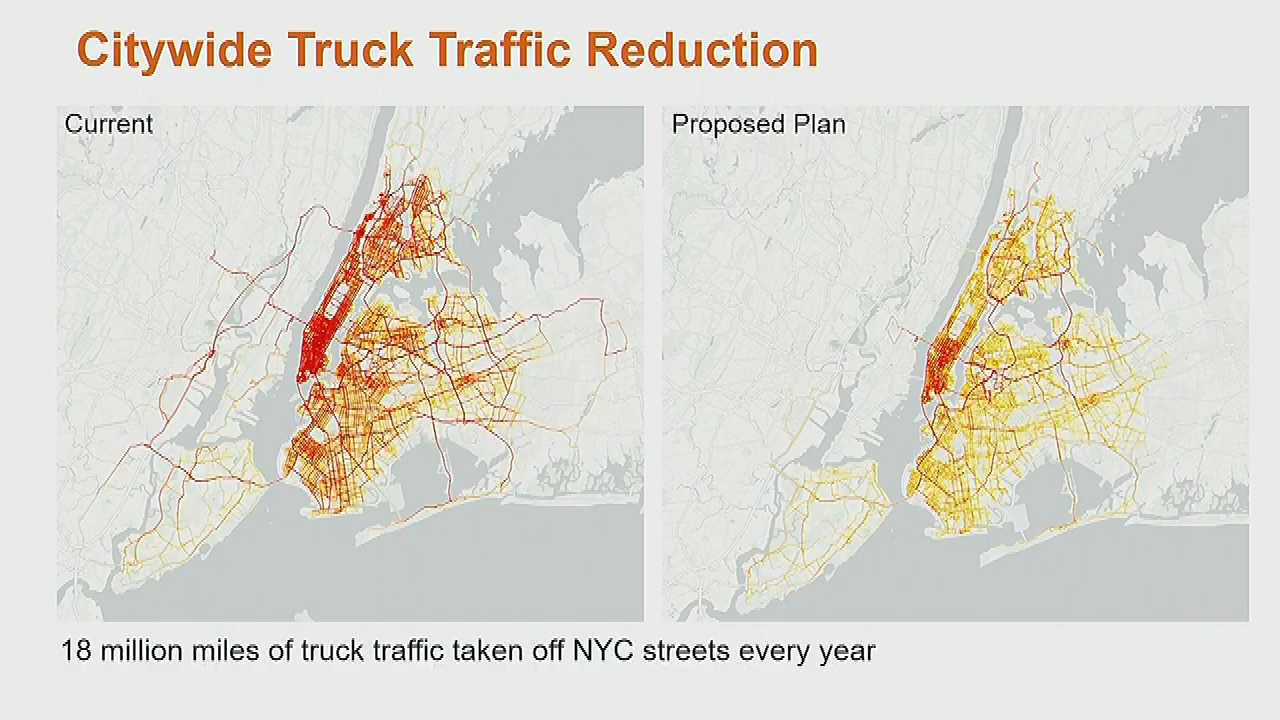 Citywide Truck Traffic Reduction
Current
Proposed Plan
18 million miles of truck traffic taken off NYC streets every year